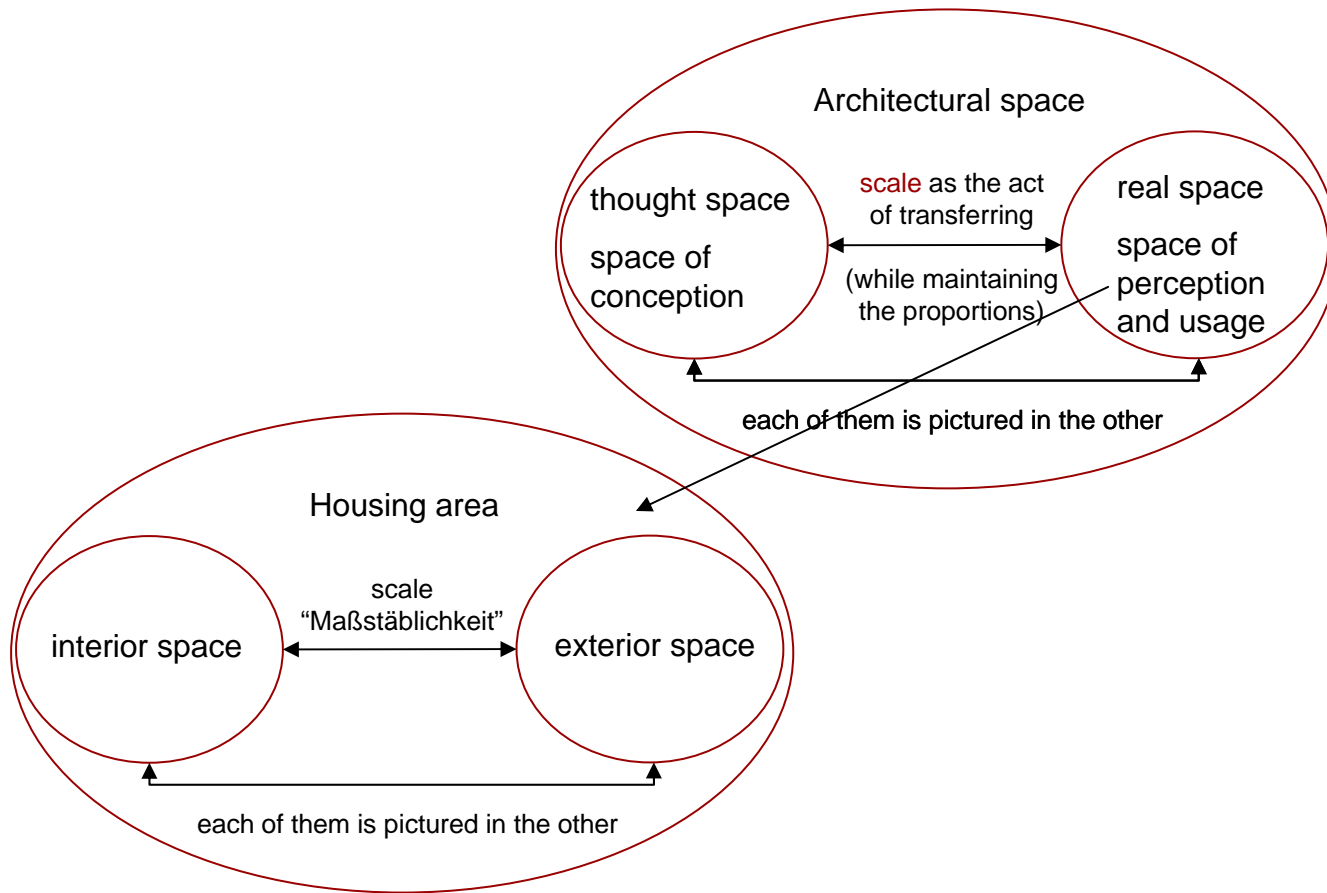 Architectural space
thought space
space of
conception
scale as the act
of transferring
(while maintaining
the proportions)
real space
space of
perception
and usage
each of them is pictured in the other
Housing area
interior space
scale
“Maßstäblichkeit”
exterior space
each of them is pictured in the other